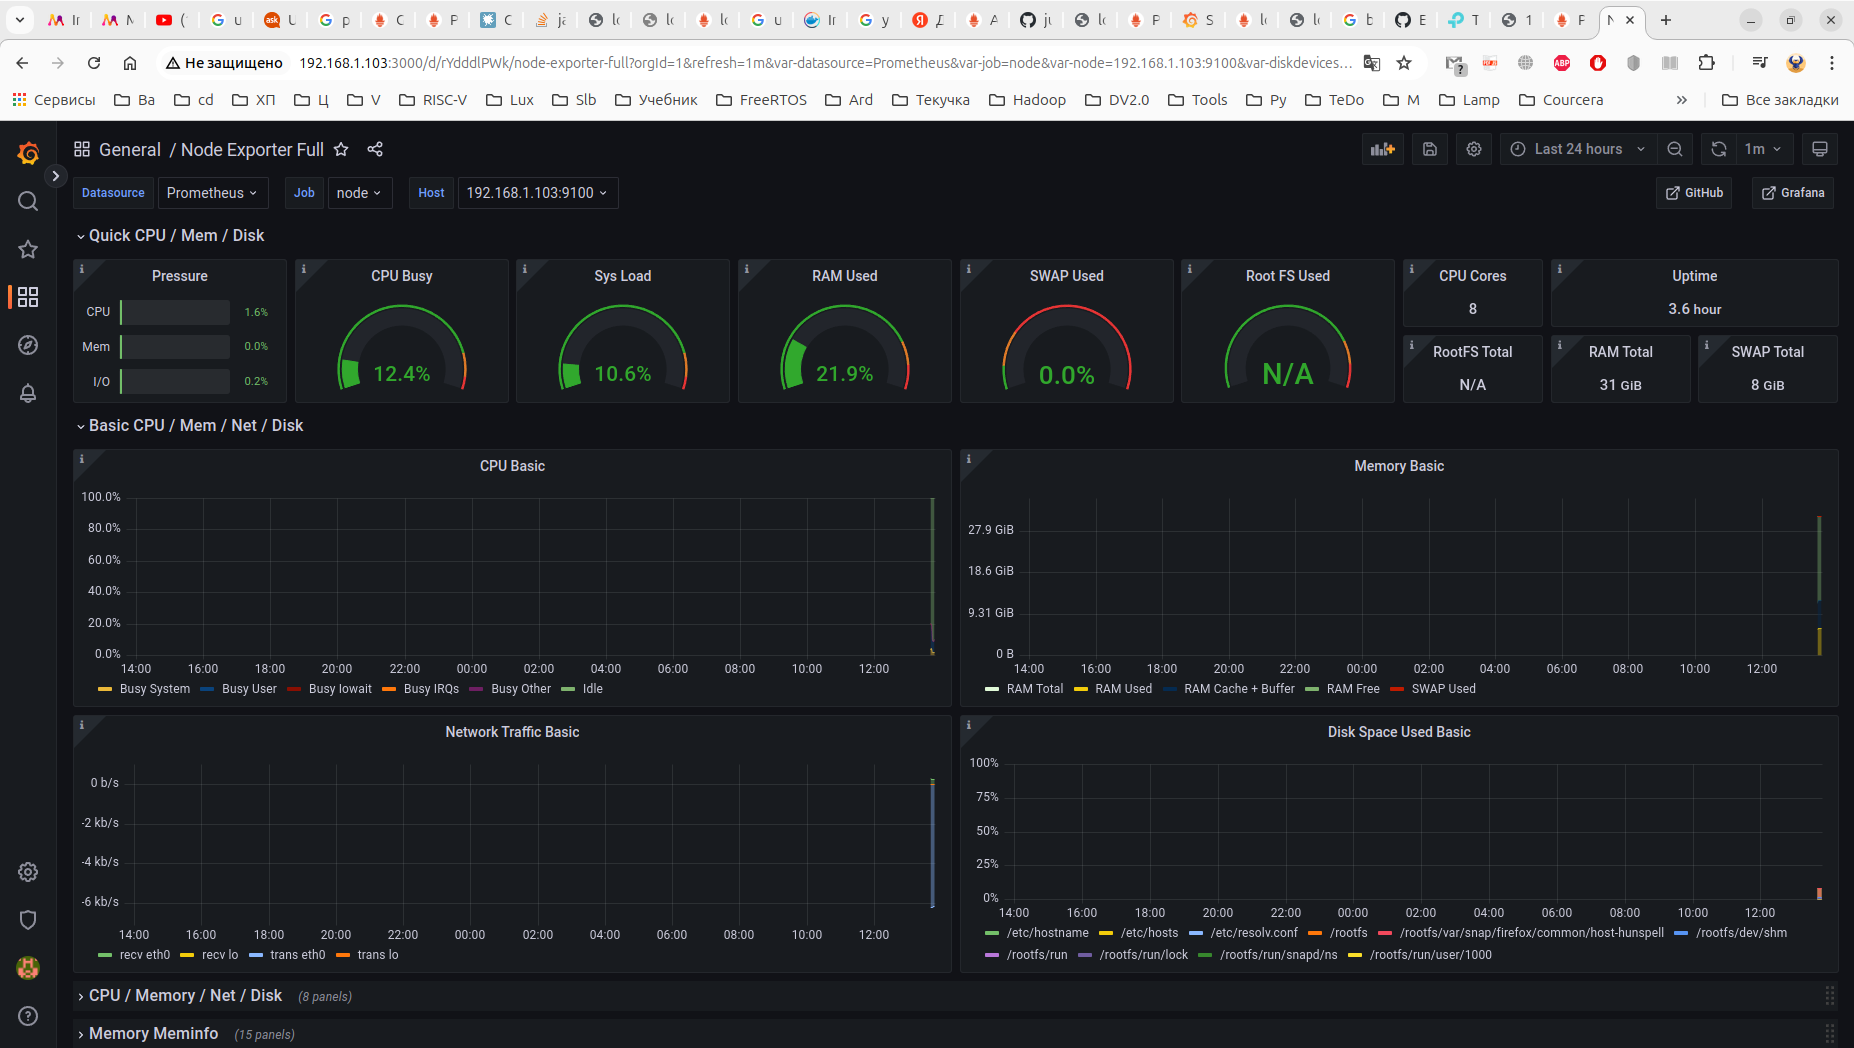 Не защищено 192.168.1.103:3000/d/rYdddlPWk/node-exporter-full?orgId=1&refresh=1m&var-datasource=Prometheus&var-job=node&var-node=192.168.1.103:9100&var-diskdevices...
Сервисы Ba cd ХП Ц V RISC-V Lux Slb Учебник FreeRTOS Ard Текучка Hadoop DV2.0 Tools Py TeDo M Lamp Courcera » Все закладки
General / Node Exporter Full Last 24 hours 1m
Datasource Prometheus Job node Host 192.168.1.103:9100 GitHub Grafana
Quick CPU / Mem / Disk
Pressure
CPU 1.6%
Mem 0.0%
I/O 0.2%
CPU Busy
12.4%
Sys Load
10.6%
RAM Used
21.9%
SWAP Used
0.0%
Root FS Used
N/A
CPU Cores
8
Uptime
3.6 hour
RootFS Total
N/A
RAM Total
31 GiB
SWAP Total
8 GiB
Basic CPU / Mem / Net / Disk
CPU Basic
100.0%
80.0%
60.0%
40.0%
20.0%
0.0%
14:00 16:00 18:00 20:00 22:00 00:00 02:00 04:00 06:00 08:00 10:00 12:00
Busy System Busy User Busy Iowait Busy IRQs Busy Other Idle
Memory Basic
27.9 GiB
18.6 GiB
9.31 GiB
0 B
14:00 16:00 18:00 20:00 22:00 00:00 02:00 04:00 06:00 08:00 10:00 12:00
RAM Total RAM Used RAM Cache + Buffer RAM Free SWAP Used
Network Traffic Basic
0 b/s
-2 kb/s
-4 kb/s
-6 kb/s
14:00 16:00 18:00 20:00 22:00 00:00 02:00 04:00 06:00 08:00 10:00 12:00
recv eth0 recv lo trans eth0 trans lo
Disk Space Used Basic
100%
75%
50%
25%
0%
14:00 16:00 18:00 20:00 22:00 00:00 02:00 04:00 06:00 08:00 10:00 12:00
/etc/hostname /etc/hosts /etc/resolv.conf /rootfs /rootfs/var/snap/firefox/common/host-hunspell /rootfs/dev/shm
/rootfs/run /rootfs/run/lock /rootfs/run/snapd/ns /rootfs/run/user/1000
CPU / Memory / Net / Disk (8 panels)
Memory Meminfo (15 panels)